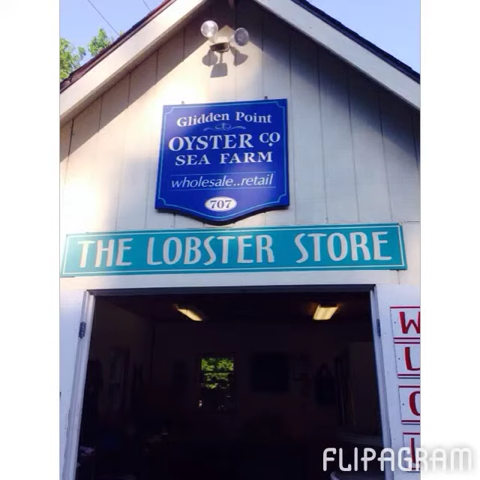 Glidden Point
OYSTER CO.
SEA FARM
wholesale..retail
707
THE LOBSTER STORE
W
L
O
L
FLIPAGRAM